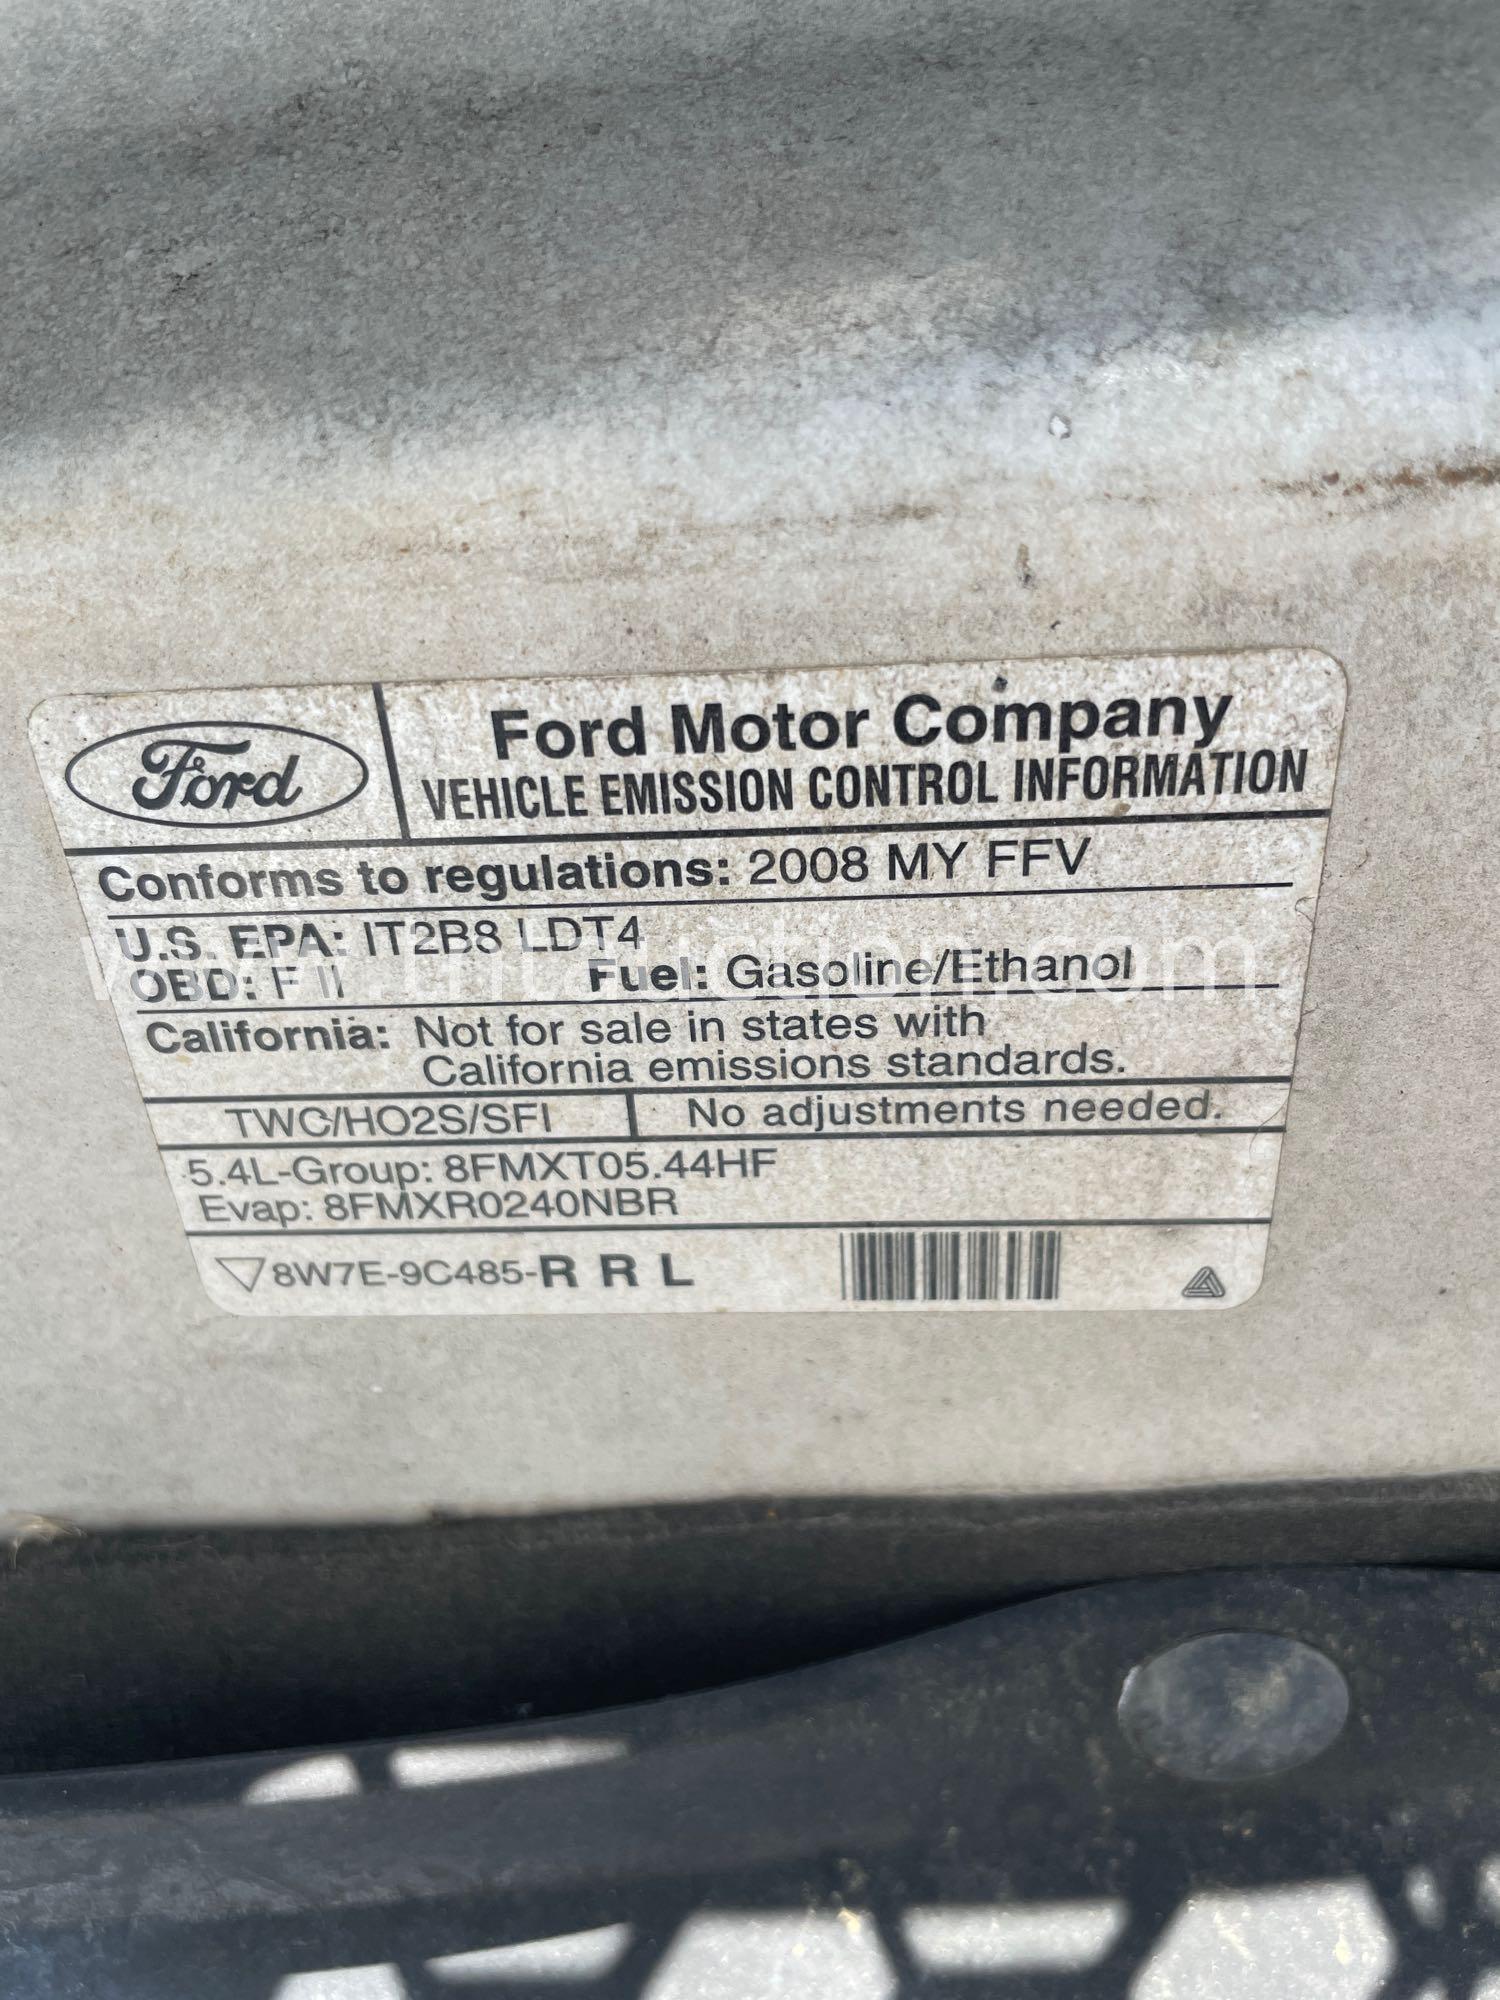 Ford
Ford Motor Company
VEHICLE EMISSION CONTROL INFORMATION
Conforms to regulations: 2008 MY FFV
U.S. EPA: IT2B8 LDT4
OBD: F II Fuel: Gasoline/Ethanol
California: Not for sale in states with
California emissions standards.
TWC/HO2S/SFI No adjustments needed.
5.4L-Group: 8FMXT05.44HF
Evap: 8FMXR0240NBR
8W7E-9C485-R R L